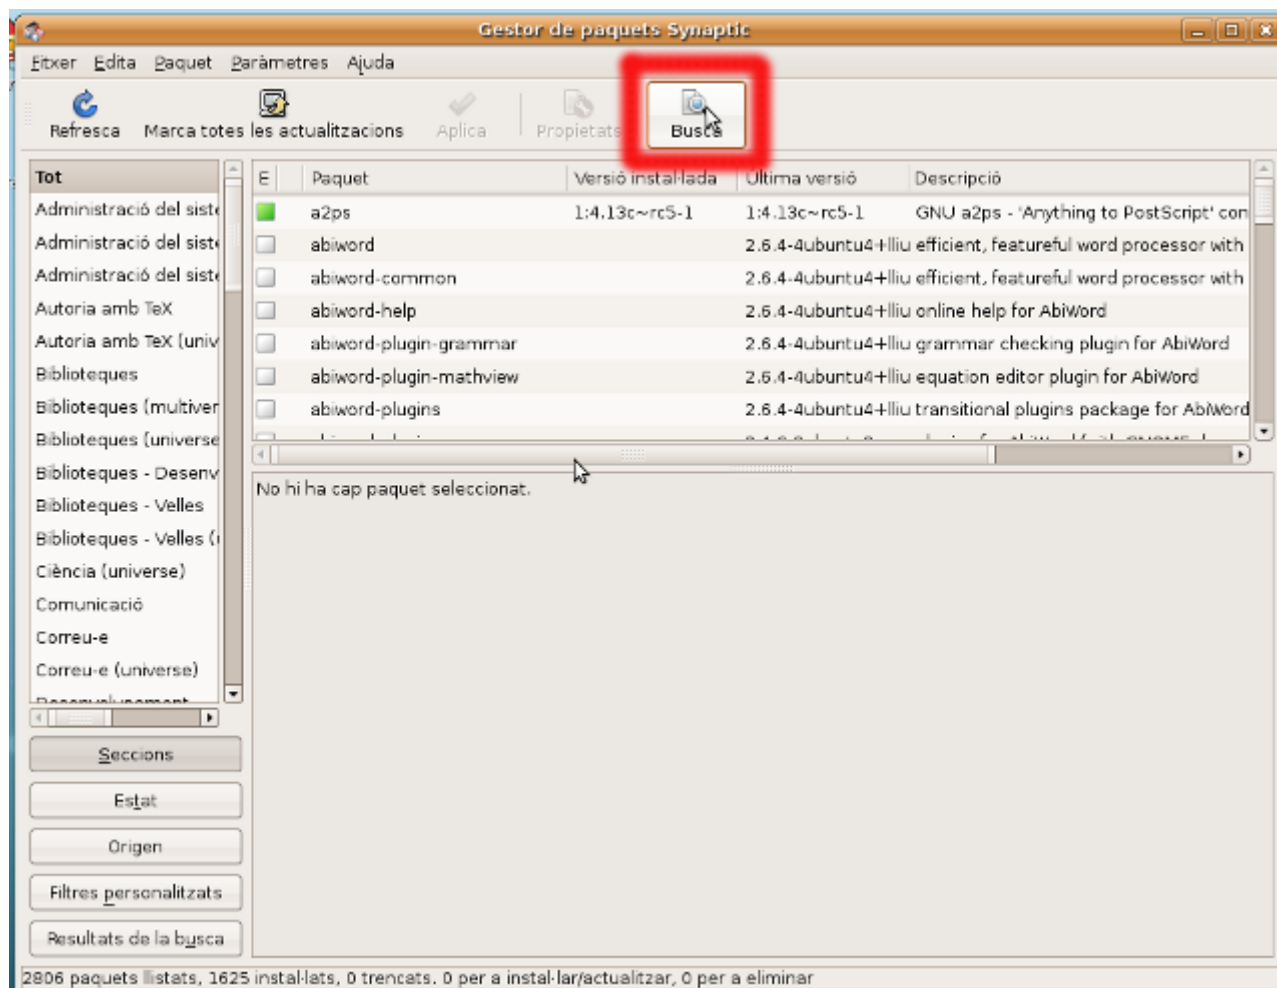 Gestor de paquets Synaptic
Fitxer Edita Paquet Paràmetres Ajuda
Refresca Marca totes les actualitzacions Aplica Propietats Busca
Tot
Administració del siste
Administració del siste
Administració del siste
Autoria amb TeX
Autoria amb TeX (univ
Biblioteques
Biblioteques (multiver
Biblioteques (universe
Biblioteques - Desenv
Biblioteques - Velles
Biblioteques - Velles (
Ciència (universe)
Comunicació
Correu-e
Correu-e (universe)
Desenvolupament
E Paquet Versió instal·lada Última versió Descripció
a2ps 1:4.13c~rc5-1 1:4.13c~rc5-1 GNU a2ps - 'Anything to PostScript' con
abiword 2.6.4-4ubuntu4+lliu efficient, featureful word processor with
abiword-common 2.6.4-4ubuntu4+lliu efficient, featureful word processor with
abiword-help 2.6.4-4ubuntu4+lliu online help for AbiWord
abiword-plugin-grammar 2.6.4-4ubuntu4+lliu grammar checking plugin for AbiWord
abiword-plugin-mathview 2.6.4-4ubuntu4+lliu equation editor plugin for AbiWord
abiword-plugins 2.6.4-4ubuntu4+lliu transitional plugins package for AbiWord
No hi ha cap paquet seleccionat.
Seccions
Estat
Origen
Filtres personalitzats
Resultats de la busca
2806 paquets llistats, 1625 instal·lats, 0 trencats. 0 per a instal·lar/actualitzar, 0 per a eliminar